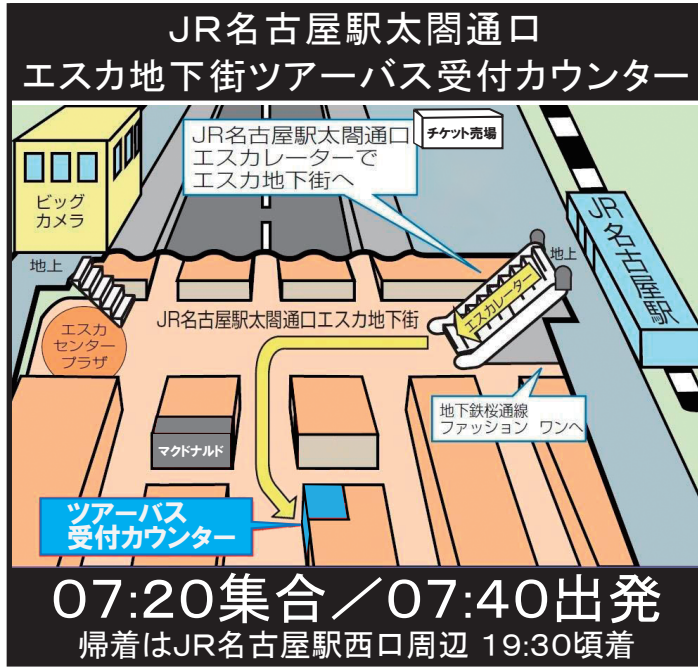 JR名古屋駅太閤通口
エスカ地下街ツアーバス受付カウンター
JR名古屋駅太閤通口
エスカレーターで
エスカ地下街へ
チケット売場
ビッグ
カメラ
地上
地上
JR名古屋駅
エスカレーター
JR名古屋駅太閤通口エスカ地下街
エスカ
センター
プラザ
地下鉄桜通線
ファッション ワンへ
マクドナルド
ツアーバス
受付カウンター
07:20集合／07:40出発
帰着はJR名古屋駅西口周辺 19:30頃着